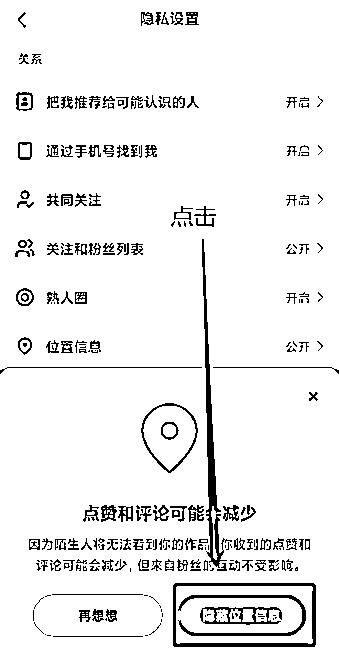 隐私设置
关系
把我推荐给可能认识的人 开启
通过手机号找到我 开启
共同关注 开启
点击
关注和粉丝列表 公开
熟人圈 开启
位置信息 公开
点赞和评论可能会减少
因为陌生人将无法看到你的作品，你收到的点赞和
评论可能会减少，但来自粉丝的互动不受影响。
再想想 隐藏位置信息